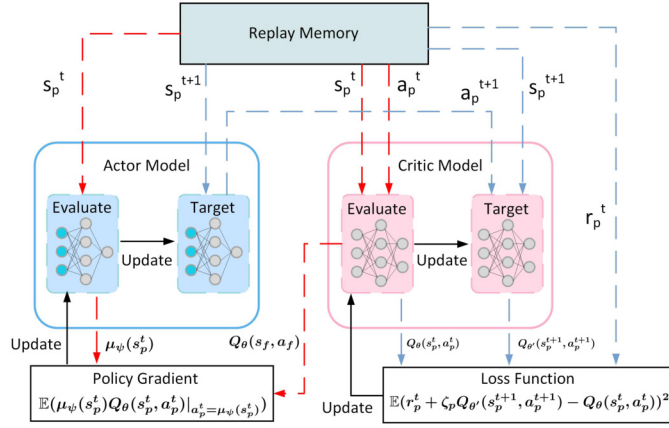 Replay Memory
s_p^t
s_p^{t+1}
s_p^t
a_p^t
a_p^{t+1}
s_p^{t+1}
Actor Model
Critic Model
Evaluate
Target
Evaluate
Target
r_p^t
Update
Update
Update
μ_ψ(s_p^t)
Q_θ(s_f, a_f)
Q_θ(s_p^t, a_p^t)
Q_θ'(s_p^{t+1}, a_p^{t+1})
Update
Policy Gradient
𝔼(μ_ψ(s_p^t)Q_θ(s_p^t, a_p^t)|_{a_p^t=μ_ψ(s_p^t)})
Loss Function
𝔼(r_p^t + ζ_p Q_θ'(s_p^{t+1}, a_p^{t+1}) − Q_θ(s_p^t, a_p^t))^2